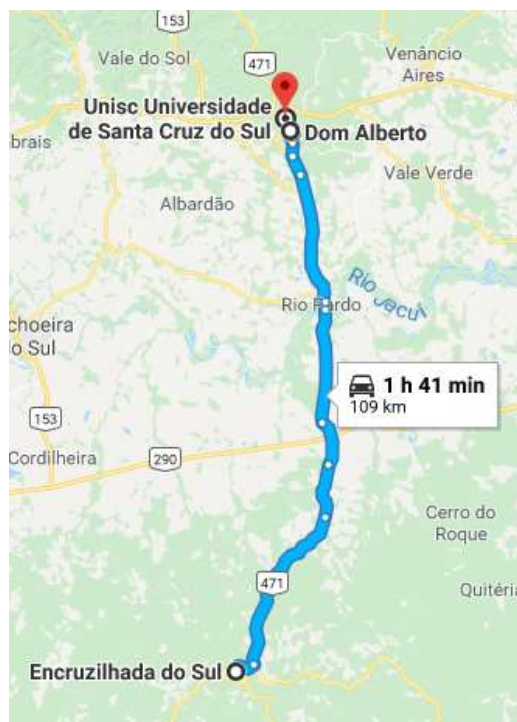 153
Vale do Sol
471
Venâncio
Aires
Unisc Universidade
de Santa Cruz do Sul
Dom Alberto
brais
Vale Verde
Albardão
Rio Jacuí
Rio Pardo
choeira
o Sul
1 h 41 min
109 km
153
Cordilheira
290
Cerro do
Roque
471
Quitéria
Encruzilhada do Sul